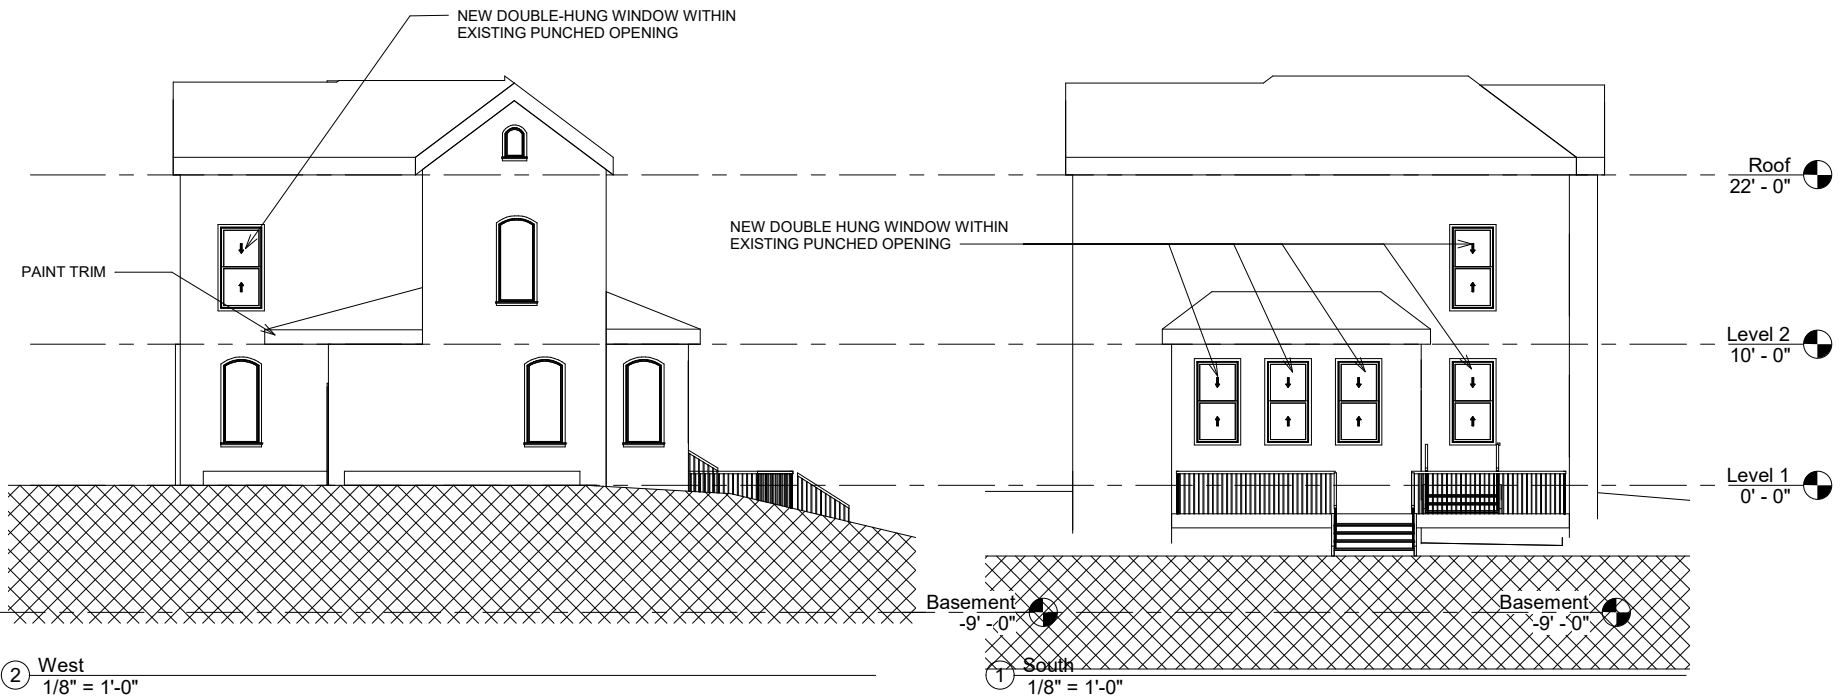 NEW DOUBLE-HUNG WINDOW WITHIN
EXISTING PUNCHED OPENING
PAINT TRIM
NEW DOUBLE HUNG WINDOW WITHIN
EXISTING PUNCHED OPENING
Roof
22' - 0"
Level 2
10' - 0"
Level 1
0' - 0"
Basement
-9' - 0"
Basement
-9' - 0"
2 West
1/8" = 1'-0"
1 South
1/8" = 1'-0"